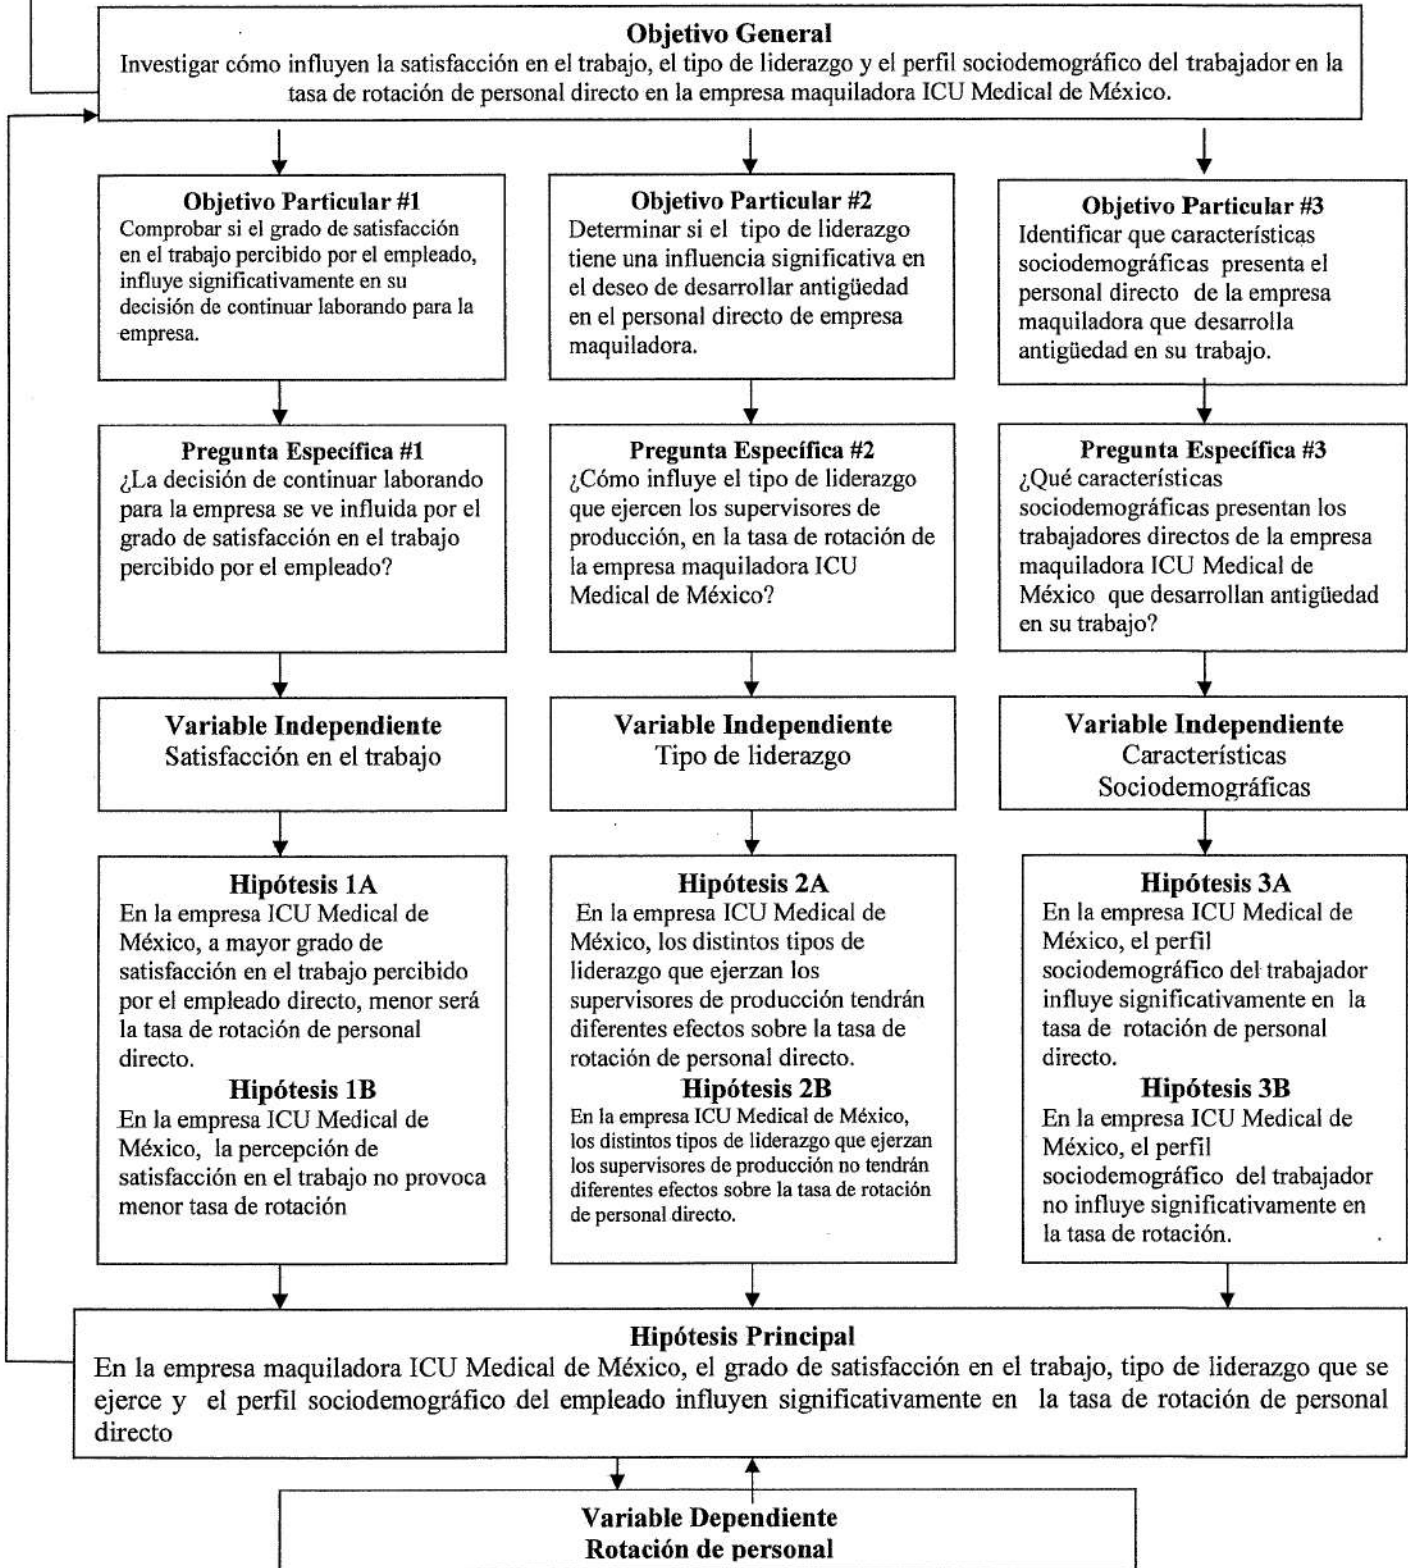 Objetivo General
Investigar cómo influyen la satisfacción en el trabajo, el tipo de liderazgo y el perfil sociodemográfico del trabajador en la
tasa de rotación de personal directo en la empresa maquiladora ICU Medical de México.
Objetivo Particular #1
Comprobar si el grado de satisfacción
en el trabajo percibido por el empleado,
influye significativamente en su
decisión de continuar laborando para la
empresa.
Objetivo Particular #2
Determinar si el tipo de liderazgo
tiene una influencia significativa en
el deseo de desarrollar antigüedad
en el personal directo de empresa
maquiladora.
Objetivo Particular #3
Identificar que características
sociodemográficas presenta el
personal directo de la empresa
maquiladora que desarrolla
antigüedad en su trabajo.
Pregunta Específica #1
¿La decisión de continuar laborando
para la empresa se ve influida por el
grado de satisfacción en el trabajo
percibido por el empleado?
Pregunta Específica #2
¿Cómo influye el tipo de liderazgo
que ejercen los supervisores de
producción, en la tasa de rotación de
la empresa maquiladora ICU
Medical de México?
Pregunta Específica #3
¿Qué características
sociodemográficas presentan los
trabajadores directos de la empresa
maquiladora ICU Medical de
México que desarrollan antigüedad
en su trabajo?
Variable Independiente
Satisfacción en el trabajo
Variable Independiente
Tipo de liderazgo
Variable Independiente
Características
Sociodemográficas
Hipótesis 1A
En la empresa ICU Medical de
México, a mayor grado de
satisfacción en el trabajo percibido
por el empleado directo, menor será
la tasa de rotación de personal
directo.
Hipótesis 1B
En la empresa ICU Medical de
México, la percepción de
satisfacción en el trabajo no provoca
menor tasa de rotación
Hipótesis 2A
En la empresa ICU Medical de
México, los distintos tipos de
liderazgo que ejerzan los
supervisores de producción tendrán
diferentes efectos sobre la tasa de
rotación de personal directo.
Hipótesis 2B
En la empresa ICU Medical de México,
los distintos tipos de liderazgo que ejerzan
los supervisores de producción no tendrán
diferentes efectos sobre la tasa de rotación
de personal directo.
Hipótesis 3A
En la empresa ICU Medical de
México, el perfil
sociodemográfico del trabajador
influye significativamente en la
tasa de rotación de personal
directo.
Hipótesis 3B
En la empresa ICU Medical de
México, el perfil
sociodemográfico del trabajador
no influye significativamente en
la tasa de rotación.
Hipótesis Principal
En la empresa maquiladora ICU Medical de México, el grado de satisfacción en el trabajo, tipo de liderazgo que se
ejerce y el perfil sociodemográfico del empleado influyen significativamente en la tasa de rotación de personal
directo
Variable Dependiente
Rotación de personal